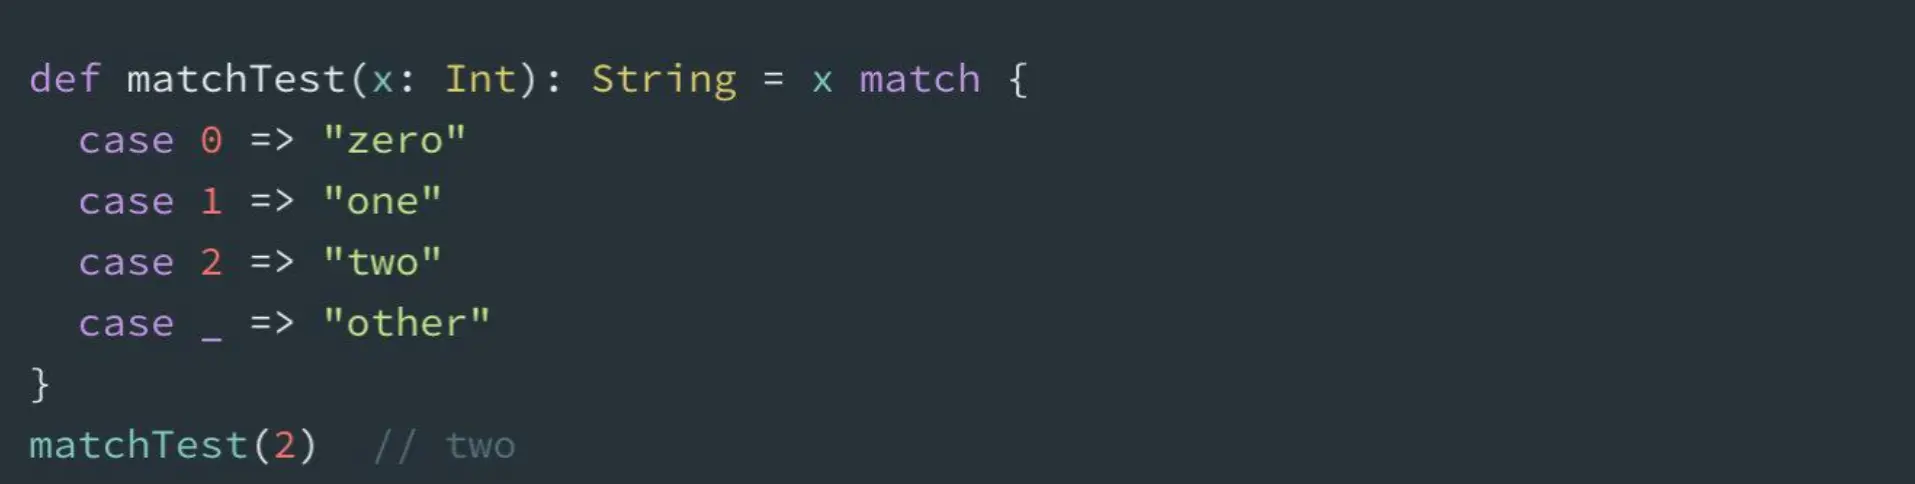 def matchTest(x: Int): String = x match {
  case 0 => "zero"
  case 1 => "one"
  case 2 => "two"
  case _ => "other"
}
matchTest(2)  // two